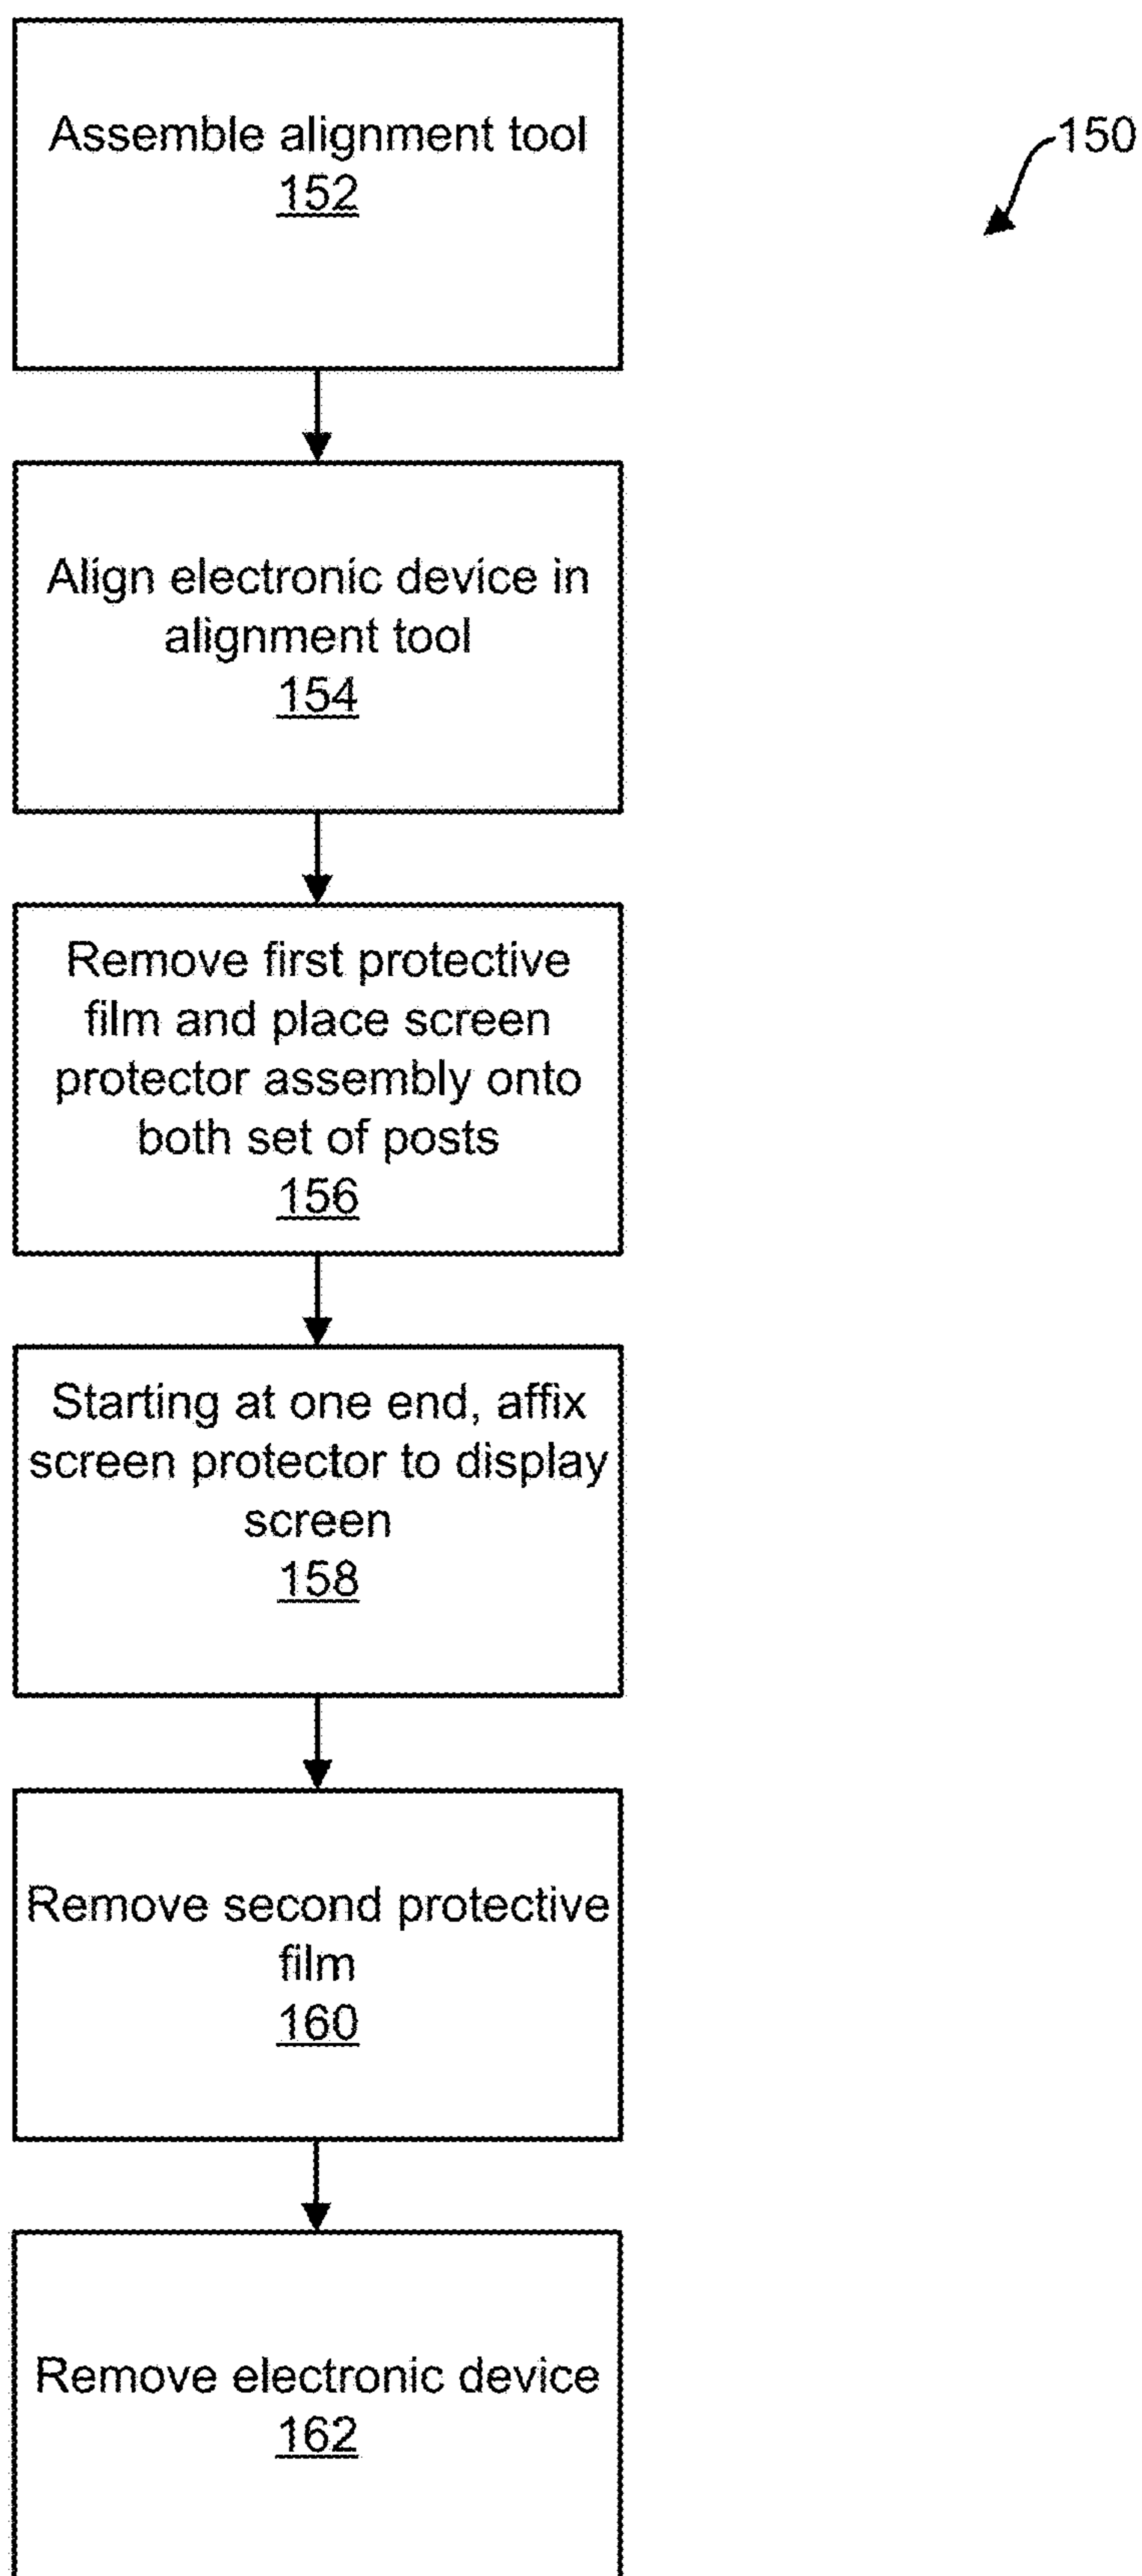 Assemble alignment tool
152
150
Align electronic device in
alignment tool
154
Remove first protective
film and place screen
protector assembly onto
both set of posts
156
Starting at one end, affix
screen protector to display
screen
158
Remove second protective
film
160
Remove electronic device
162